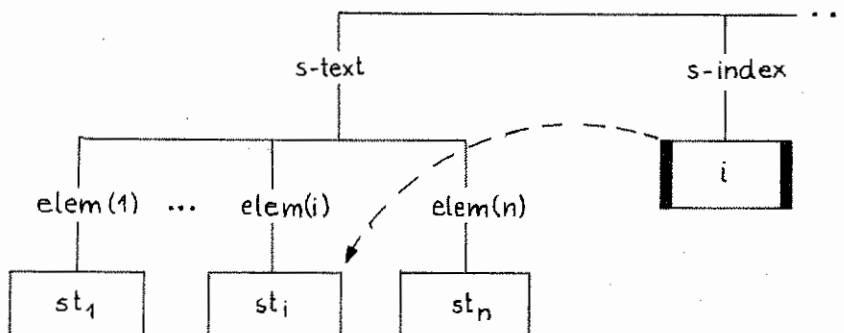 ..
s-text s-index
i
elem(1) ... elem(i) elem(n)
st₁ stᵢ stₙ